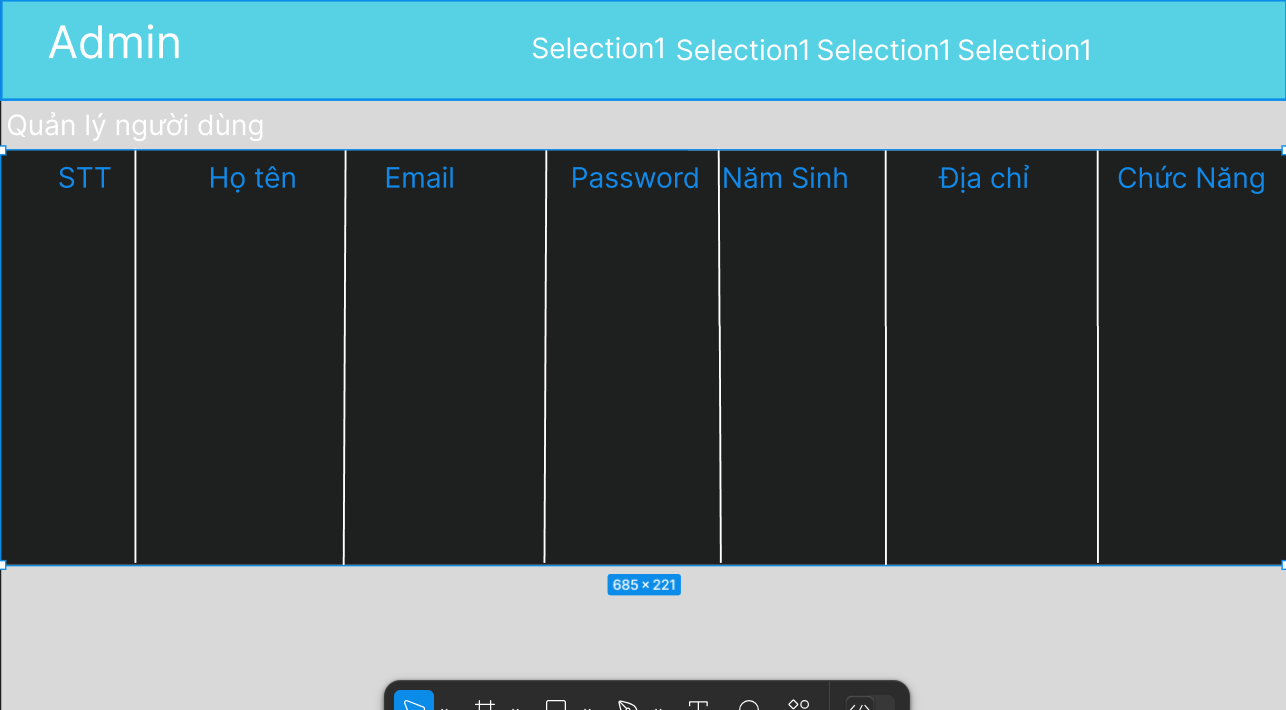 Admin
Selection1 Selection1 Selection1 Selection1
Quản lý người dùng
STT Họ tên Email Password Năm Sinh Địa chỉ Chức Năng
685 × 221